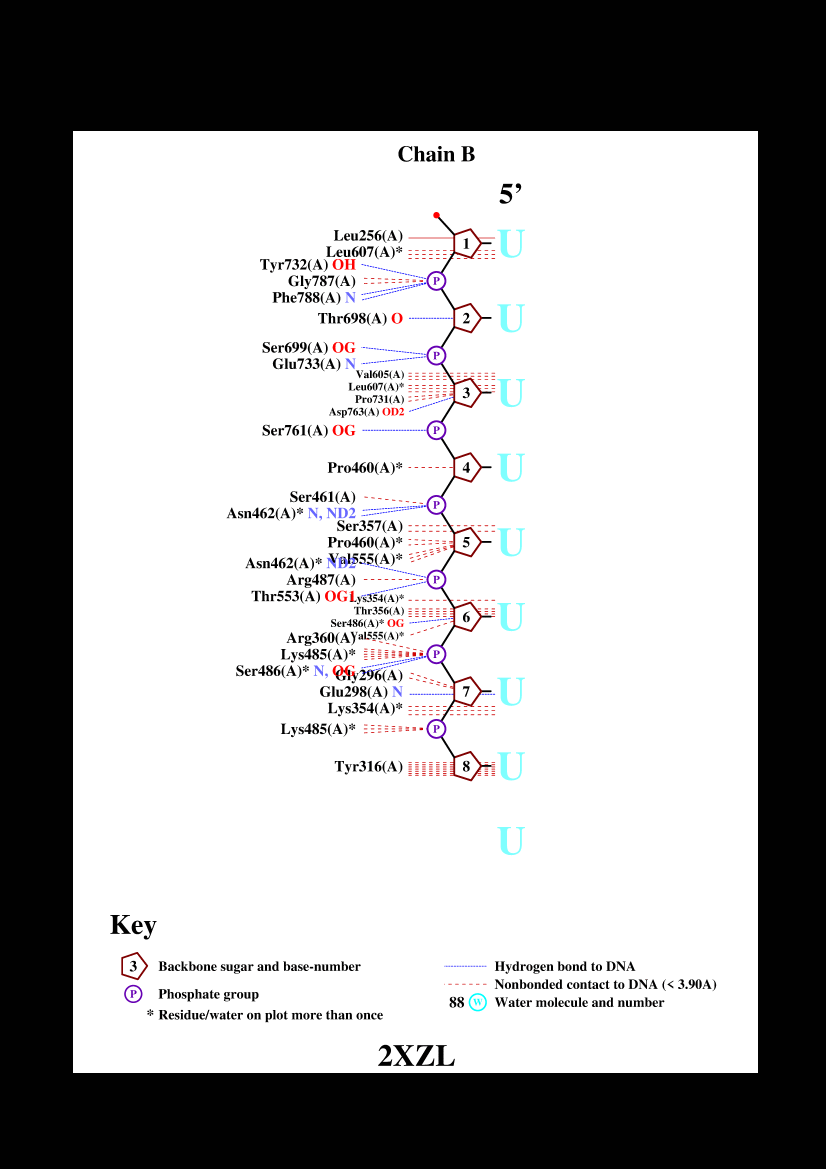 Chain B
5’
Leu256(A)
1 U
Leu607(A)*
Tyr732(A) OH
Gly787(A)
P
Phe788(A) N
Thr698(A) O
2 U
Ser699(A) OG
P
Glu733(A) N
Val605(A)
Leu607(A)*
3 U
Pro731(A)
Asp763(A) OD2
Ser761(A) OG
P
Pro460(A)*
4 U
Ser461(A)
P
Asn462(A)* N, ND2
Ser357(A)
Pro460(A)*
5 U
Val555(A)*
Asn462(A)* ND2
Arg487(A)
P
Thr553(A) OG1
Lys354(A)*
Thr356(A)
6 U
Ser486(A)* OG
Val555(A)*
Arg360(A)
Lys485(A)*
P
Ser486(A)* N, OG
Gly296(A)
Glu298(A) N
7 U
Lys354(A)*
Lys485(A)*
P
Tyr316(A)
8 U
U
Key
3 Backbone sugar and base-number
P Phosphate group
* Residue/water on plot more than once
Hydrogen bond to DNA
Nonbonded contact to DNA (< 3.90A)
88 W Water molecule and number
2XZL